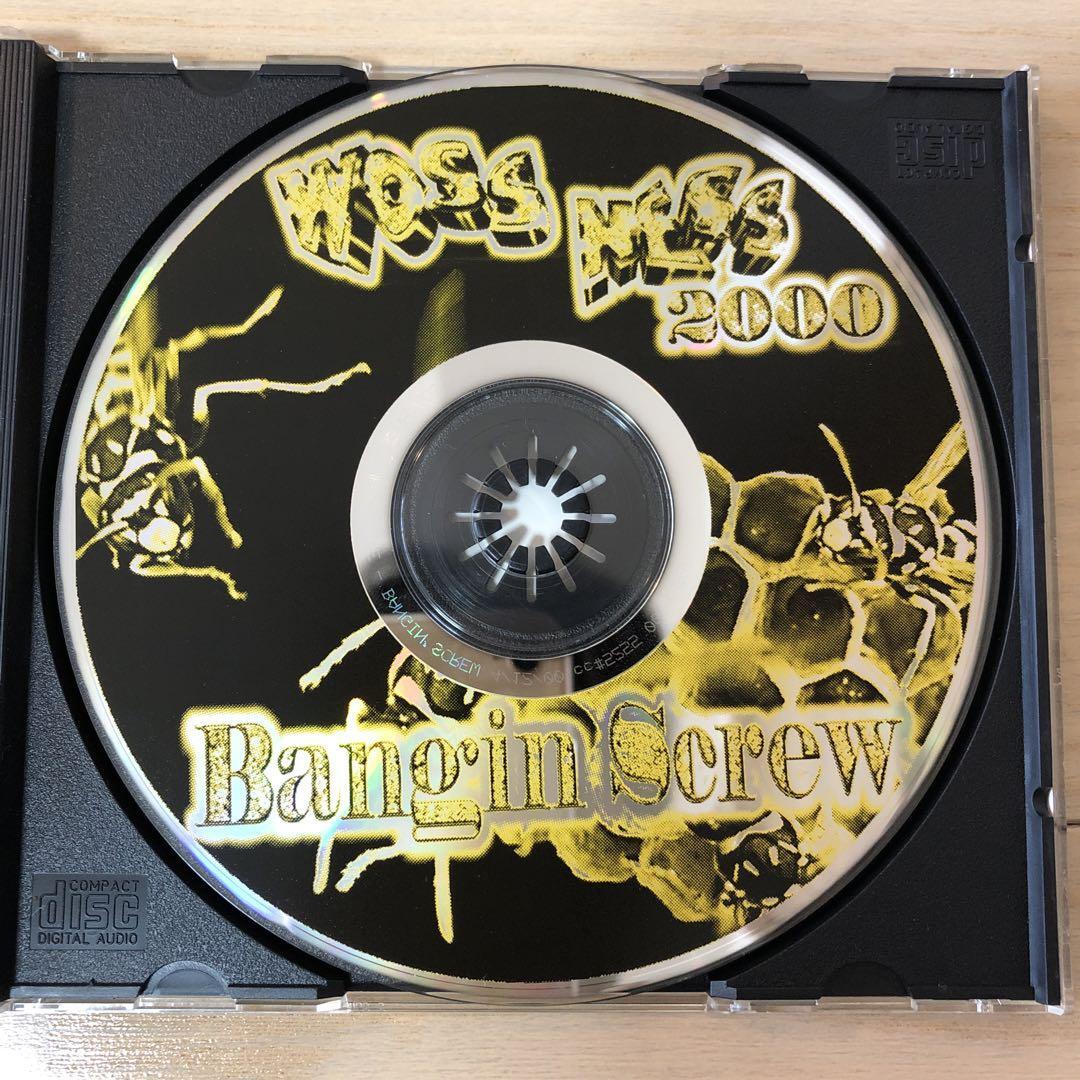 Woss
Ness
2000
BANGIN' SCREW
Bangin Screw
COMPACT
disc
DIGITAL AUDIO